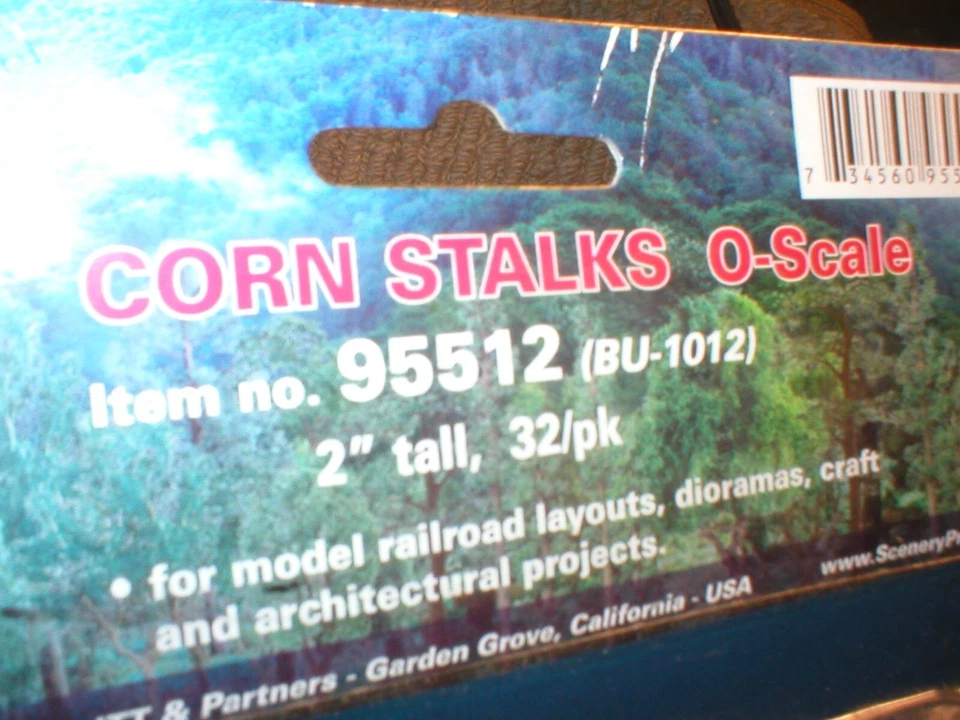 7 34560 955
CORN STALKS O-Scale
Item no. 95512 (BU-1012)
2" tall, 32/pk
• for model railroad layouts, dioramas, craft
and architectural projects.
www.SceneryPe
& Partners - Garden Grove, California - USA